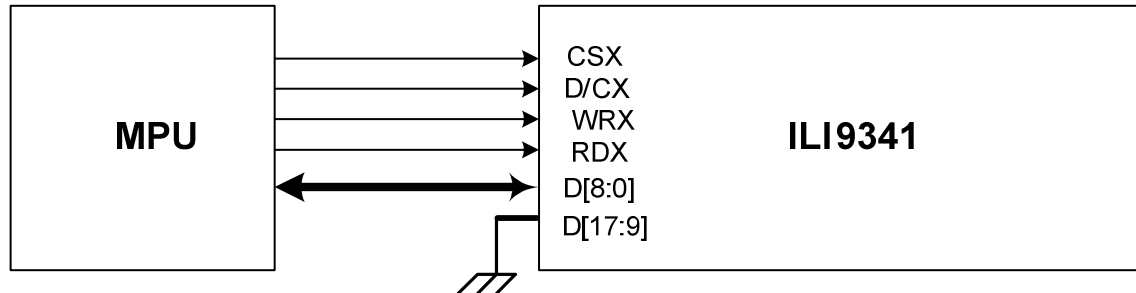 MPU
CSX
D/CX
WRX
RDX
D[8:0]
D[17:9]
ILI9341